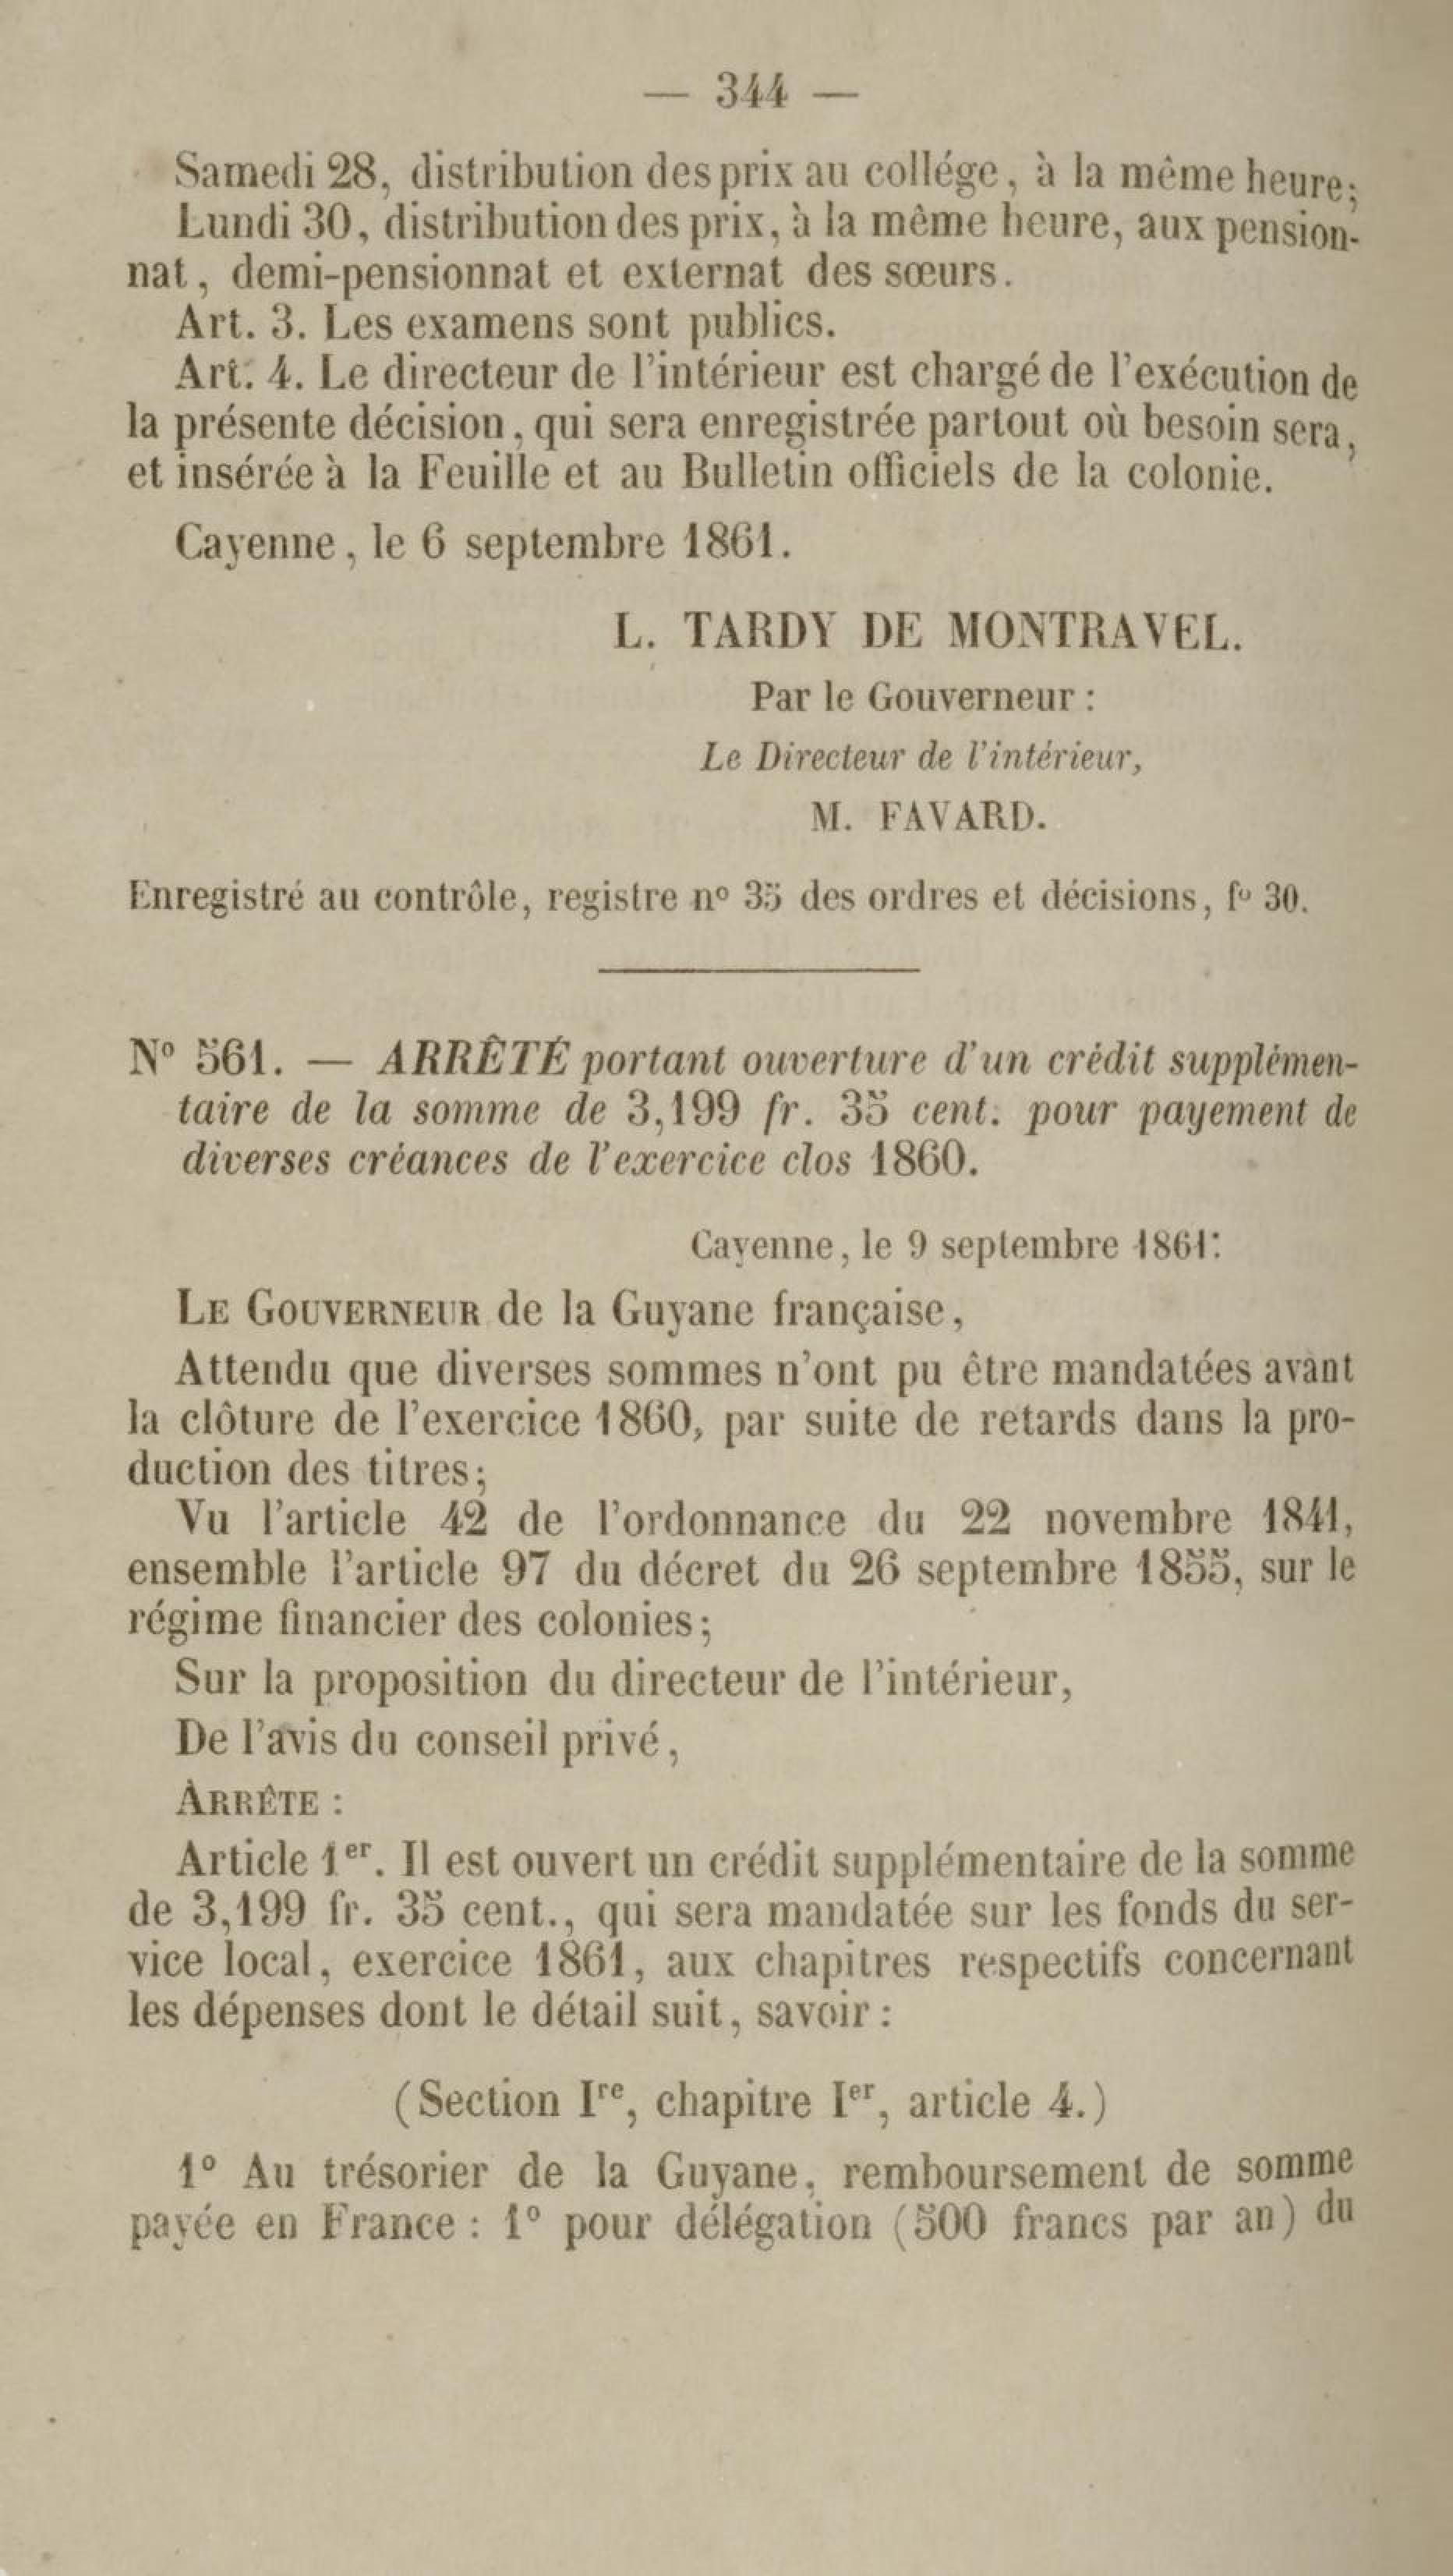 — 344 —
Samedi 28, distribution des prix au collége, à la même heure;
Lundi 30, distribution des prix, à la même heure, aux pension-
nat, demi-pensionnat et externat des sœurs.
Art. 3. Les examens sont publics.
Art. 4. Le directeur de l'intérieur est chargé de l'exécution de
la présente décision, qui sera enregistrée partout où besoin sera,
et insérée à la Feuille et au Bulletin officiels de la colonie.
Cayenne, le 6 septembre 1861.
L. TARDY DE MONTRAVEL.
Par le Gouverneur :
Le Directeur de l'intérieur,
M. FAVARD.
Enregistré au contrôle, registre nº 35 des ordres et décisions, fº 30.
Nº 561. — ARRÊTÉ portant ouverture d'un crédit supplémen-
taire de la somme de 3,199 fr. 35 cent. pour payement de
diverses créances de l'exercice clos 1860.
Cayenne, le 9 septembre 1861.
LE GOUVERNEUR de la Guyane française,
Attendu que diverses sommes n'ont pu être mandatées avant
la clôture de l'exercice 1860, par suite de retards dans la pro-
duction des titres;
Vu l'article 42 de l'ordonnance du 22 novembre 1841,
ensemble l'article 97 du décret du 26 septembre 1855, sur le
régime financier des colonies;
Sur la proposition du directeur de l'intérieur,
De l'avis du conseil privé,
ARRÊTE :
Article 1er. Il est ouvert un crédit supplémentaire de la somme
de 3,199 fr. 35 cent., qui sera mandatée sur les fonds du ser-
vice local, exercice 1861, aux chapitres respectifs concernant
les dépenses dont le détail suit, savoir :
(Section Ire, chapitre Ier, article 4.)
1º Au trésorier de la Guyane, remboursement de somme
payée en France : 1º pour délégation (500 francs par an) du